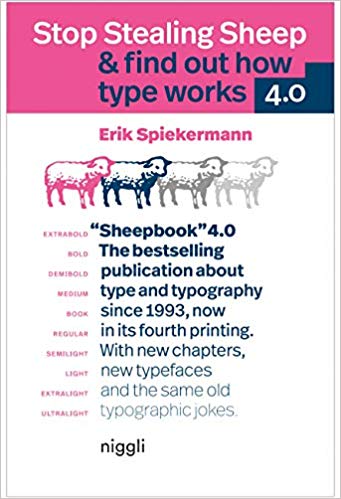 Stop Stealing Sheep
& find out how
type works 4.0
Erik Spiekermann
EXTRABOLD "Sheepbook" 4.0
BOLD The bestselling
DEMIBOLD publication about
MEDIUM type and typography
BOOK since 1993, now
REGULAR in its fourth printing.
SEMILIGHT With new chapters,
LIGHT new typefaces
EXTRALIGHT and the same old
ULTRALIGHT typographic jokes.
niggli